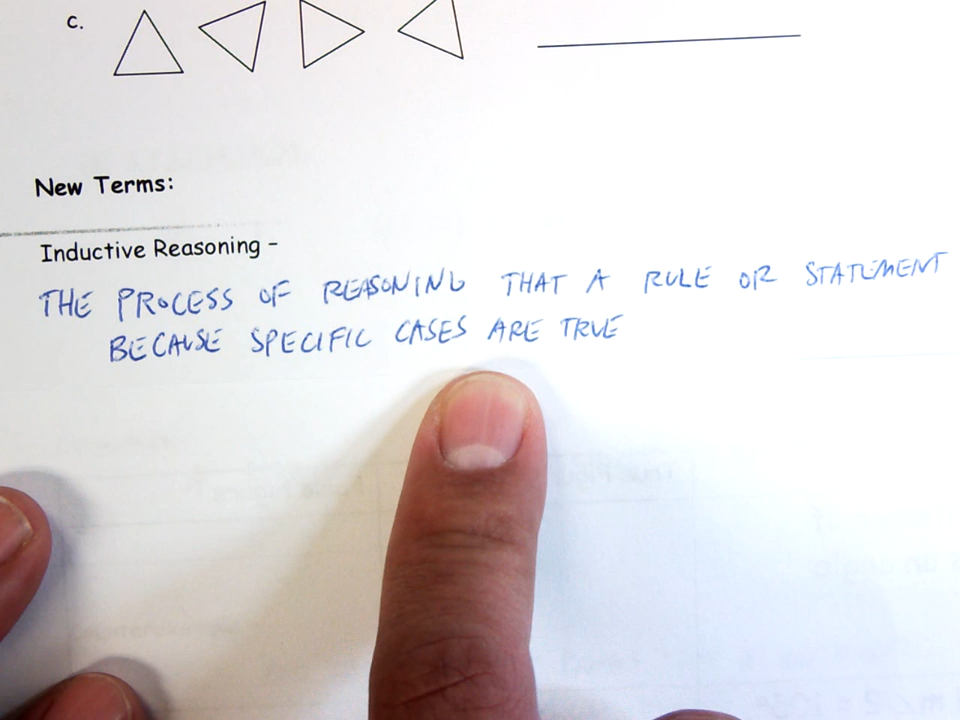 c.
New Terms:
Inductive Reasoning -
THE PROCESS OF REASONING THAT A RULE OR STATEMENT
BECAUSE SPECIFIC CASES ARE TRUE